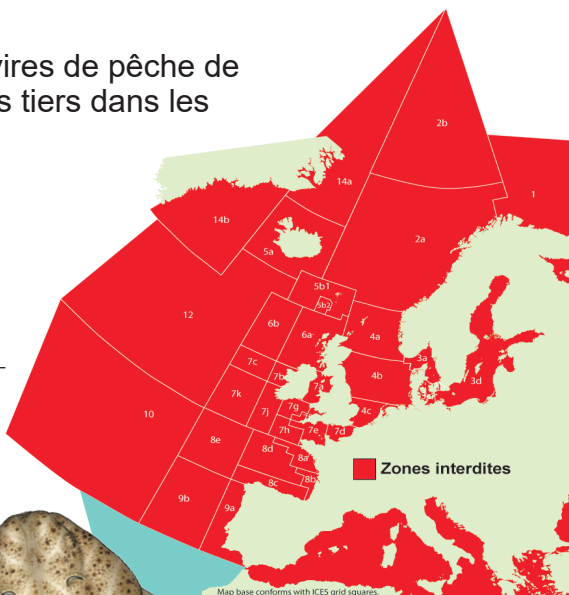 vires de pêche de
s tiers dans les
2b
1
14a
14b
2a
5a
5b1
5b2
12
6b
6a
4a
3a
7c
7b
4b
3d
7k
7j
7g
4c
10
7h
7e
7d
8e
8d
8a
8b
8c
9b
9a
Zones interdites
Map base conforms with ICES grid squares.